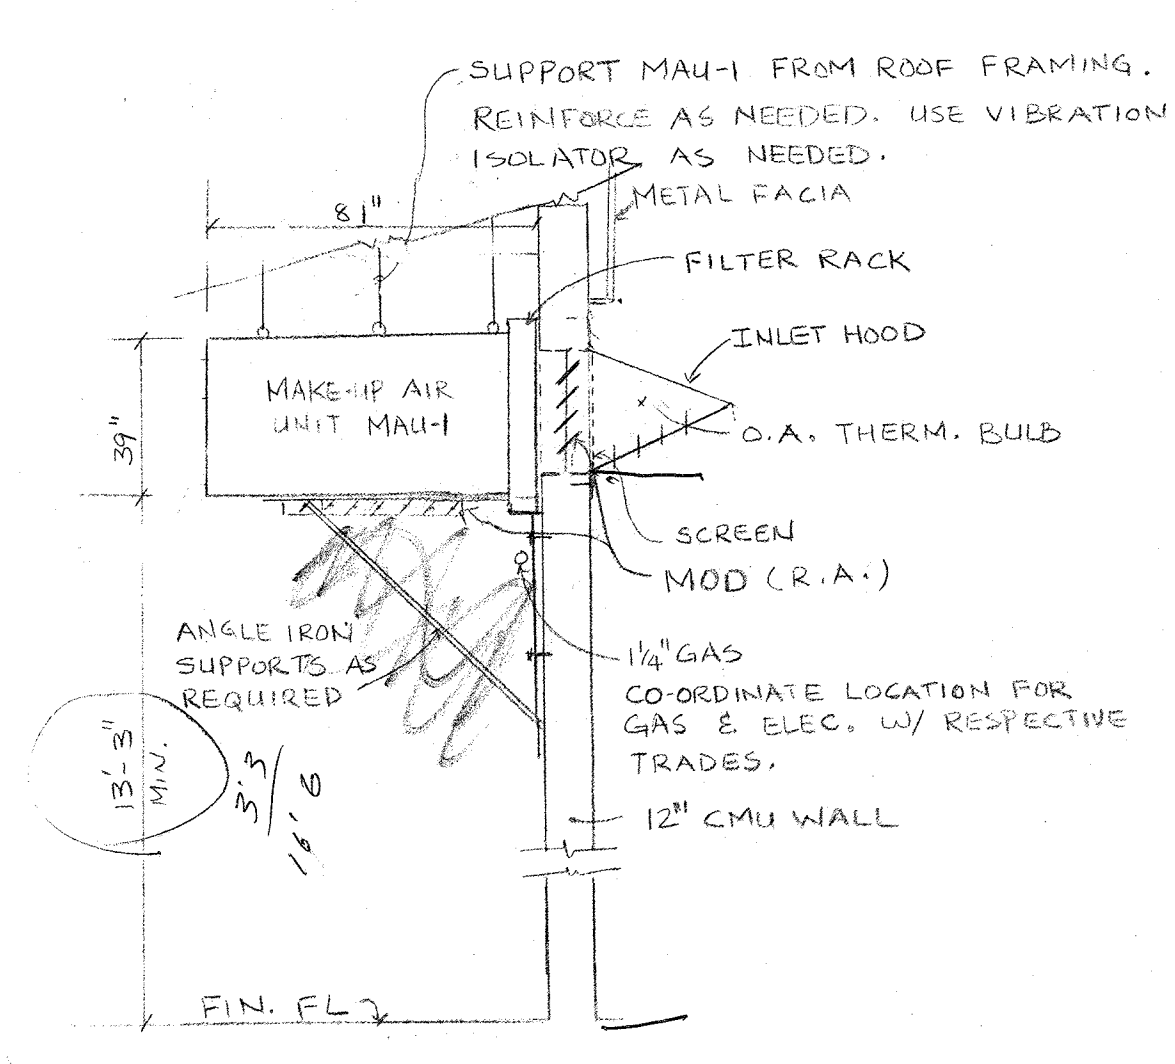 SUPPORT MAU-1 FROM ROOF FRAMING.
REINFORCE AS NEEDED. USE VIBRATION
ISOLATOR AS NEEDED.
METAL FACIA
81"
FILTER RACK
INLET HOOD
MAKE-UP AIR
UNIT MAU-1
39"
O.A. THERM. BULB
SCREEN
MOD (R.A.)
ANGLE IRON
SUPPORTS AS
REQUIRED
1¼" GAS
CO-ORDINATE LOCATION FOR
GAS & ELEC. W/ RESPECTIVE
TRADES.
13'-3"
MIN.
3'3
16'6
12" CMU WALL
FIN. FL